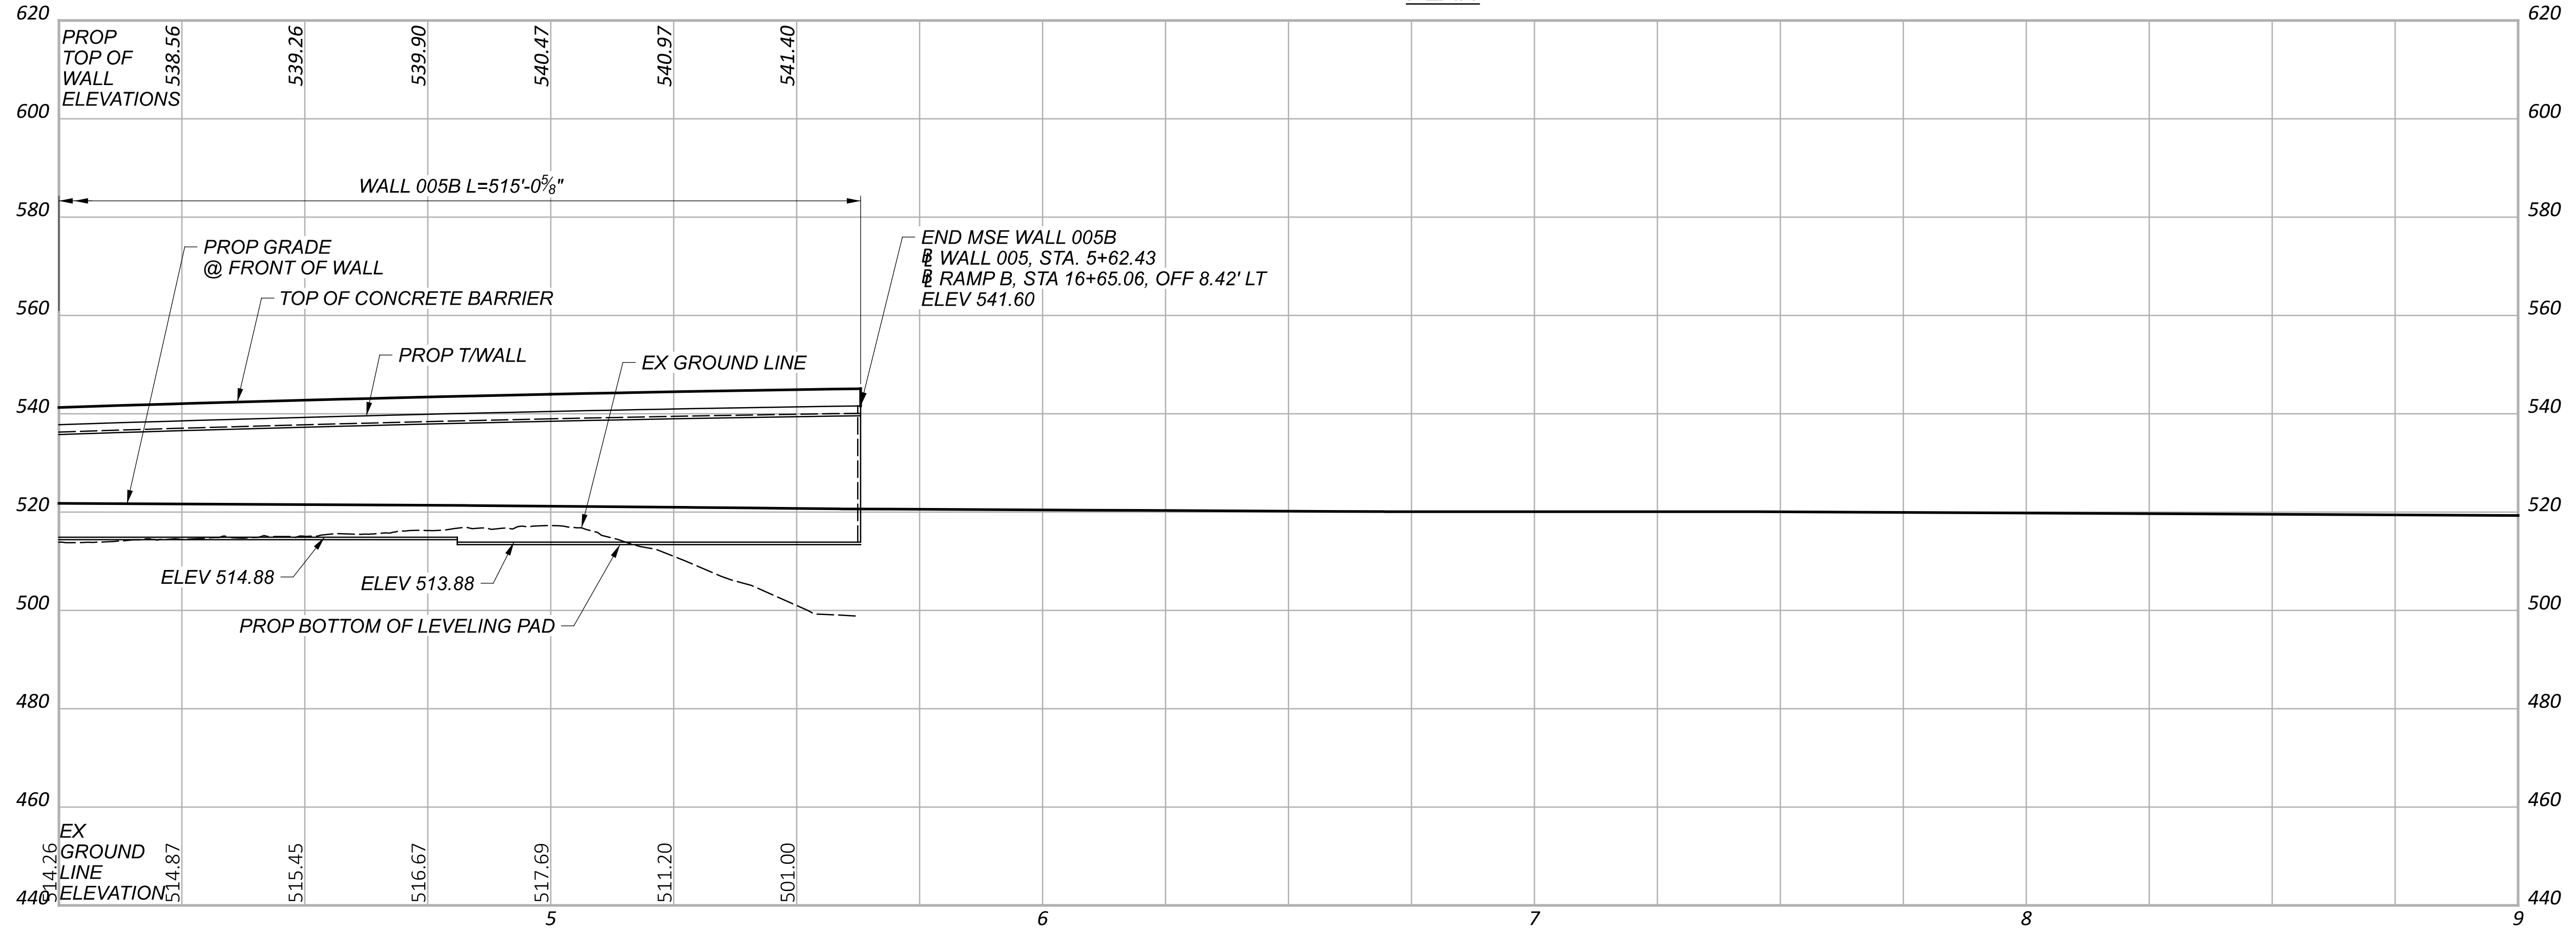 620
620
PROP
TOP OF
WALL
ELEVATIONS
538.56
539.26
539.90
540.47
540.97
541.40
600
600
WALL 005B L=515'-0⅝"
580
580
PROP GRADE
@ FRONT OF WALL
TOP OF CONCRETE BARRIER
END MSE WALL 005B
BL WALL 005, STA. 5+62.43
BL RAMP B, STA 16+65.06, OFF 8.42' LT
ELEV 541.60
560
560
PROP T/WALL
EX GROUND LINE
540
540
520
520
ELEV 514.88
ELEV 513.88
500
500
PROP BOTTOM OF LEVELING PAD
480
480
460
460
EX
GROUND
LINE
ELEVATION
514.26
514.87
515.45
516.67
517.69
511.20
501.00
440
440
5
6
7
8
9